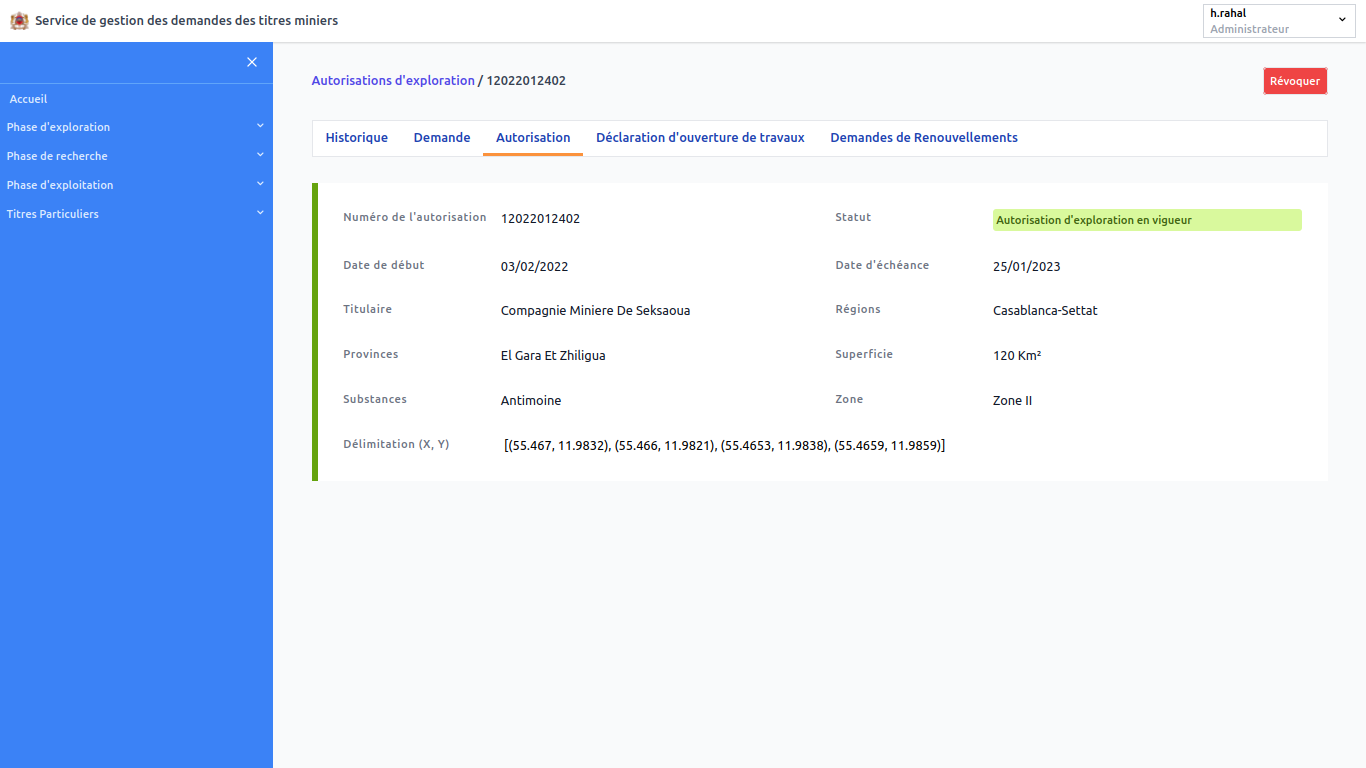 Service de gestion des demandes des titres miniers
h.rahal
Administrateur
Accueil
Phase d'exploration
Phase de recherche
Phase d'exploitation
Titres Particuliers
Autorisations d'exploration / 12022012402
Révoquer
Historique Demande Autorisation Déclaration d'ouverture de travaux Demandes de Renouvellements
Numéro de l'autorisation 12022012402 Statut Autorisation d'exploration en vigueur
Date de début 03/02/2022 Date d'échéance 25/01/2023
Titulaire Compagnie Miniere De Seksaoua Régions Casablanca-Settat
Provinces El Gara Et Zhiligua Superficie 120 Km²
Substances Antimoine Zone Zone II
Délimitation (X, Y) [(55.467, 11.9832), (55.466, 11.9821), (55.4653, 11.9838), (55.4659, 11.9859)]